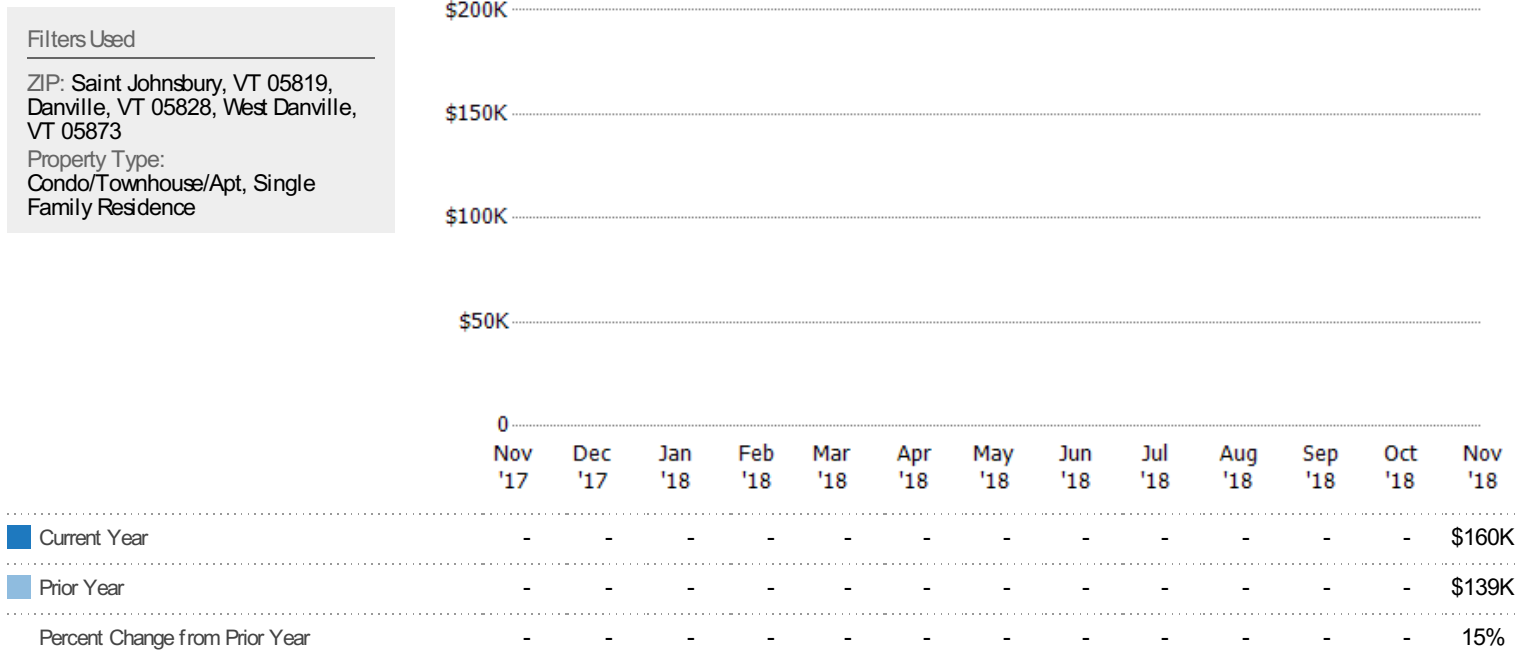 Filters Used
ZIP: Saint Johnsbury, VT 05819,
Danville, VT 05828, West Danville,
VT 05873
Property Type:
Condo/Townhouse/Apt, Single
Family Residence
$200K
$150K
$100K
$50K
0
Nov Dec Jan Feb Mar Apr May Jun Jul Aug Sep Oct Nov
'17 '17 '18 '18 '18 '18 '18 '18 '18 '18 '18 '18 '18
Current Year - - - - - - - - - - - - $160K
Prior Year - - - - - - - - - - - - $139K
Percent Change from Prior Year - - - - - - - - - - - - 15%